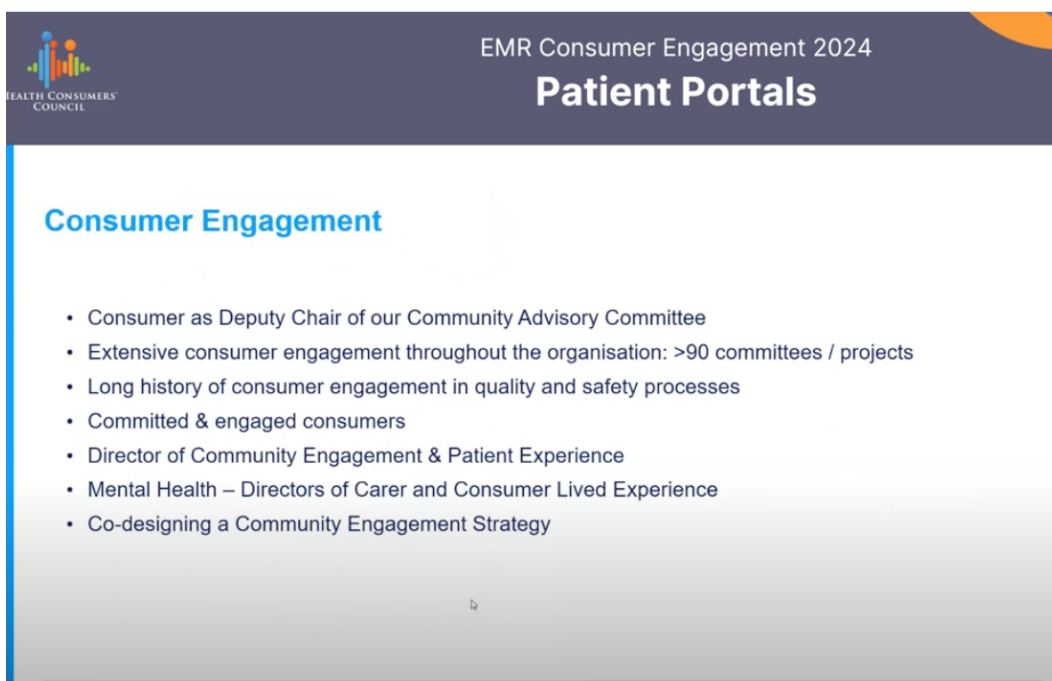 EMR Consumer Engagement 2024
Patient Portals
HEALTH CONSUMERS'
COUNCIL
Consumer Engagement
• Consumer as Deputy Chair of our Community Advisory Committee
• Extensive consumer engagement throughout the organisation: >90 committees / projects
• Long history of consumer engagement in quality and safety processes
• Committed & engaged consumers
• Director of Community Engagement & Patient Experience
• Mental Health – Directors of Carer and Consumer Lived Experience
• Co-designing a Community Engagement Strategy